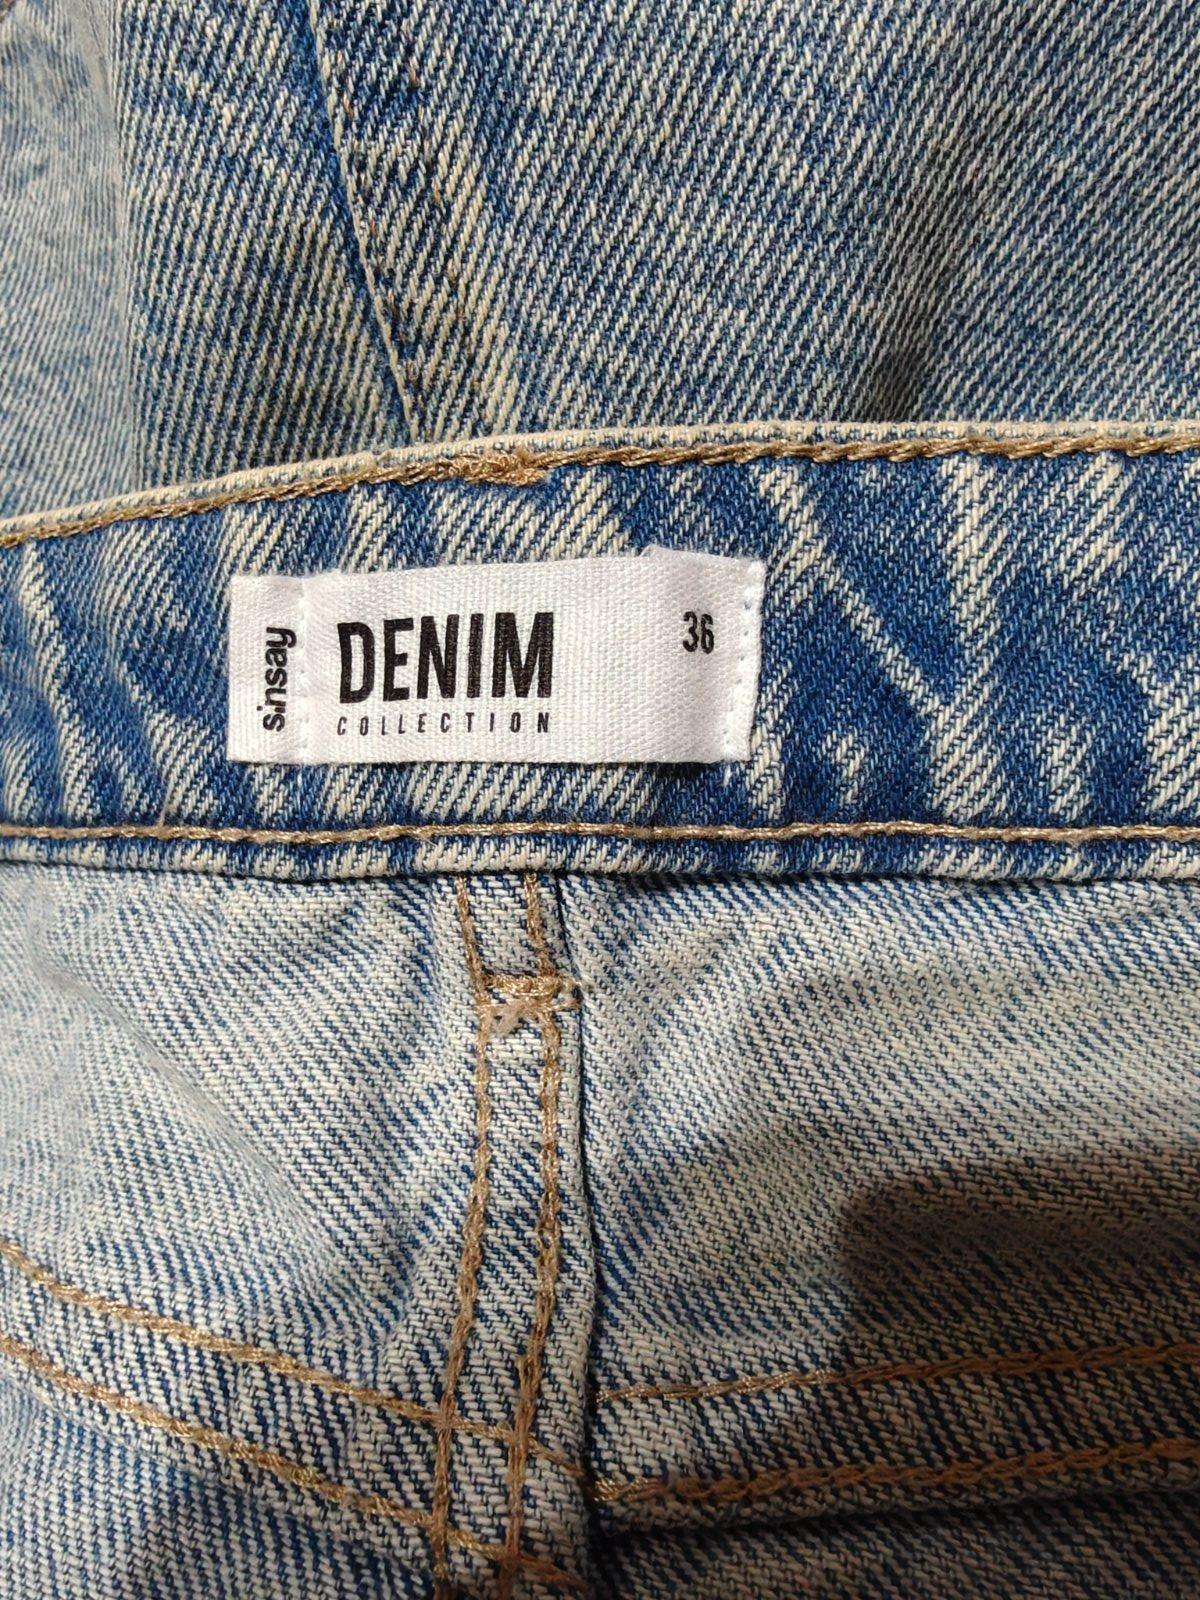 sinsay
DENIM
COLLECTION
36